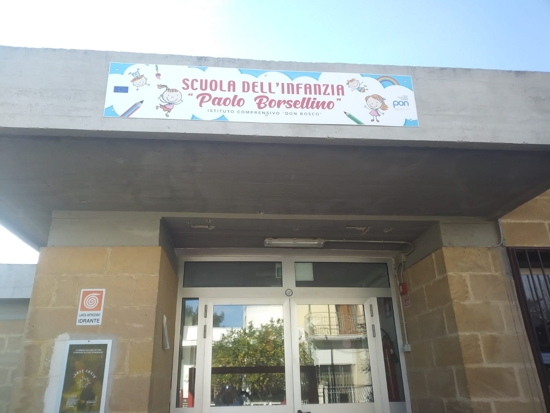 SCUOLA DELL'INFANZIA
"Paolo Borsellino"
ISTITUTO COMPRENSIVO "DON BOSCO"
pon
IDRANTE